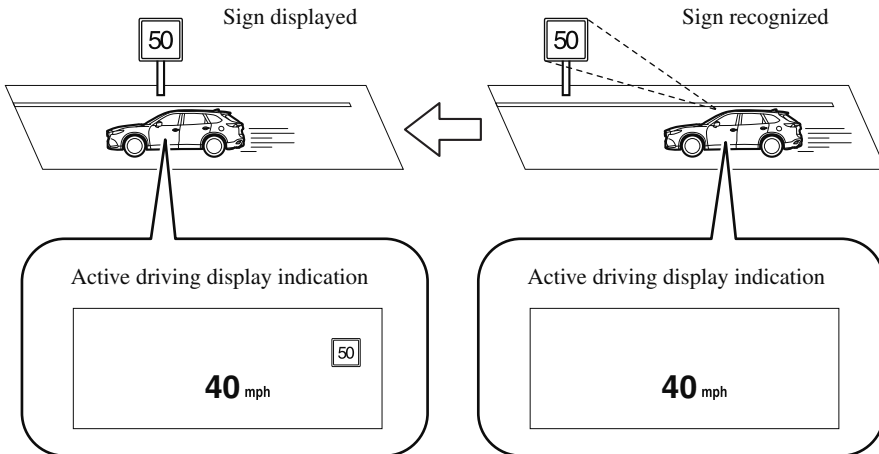 Sign displayed
Sign recognized
50
50
Active driving display indication
Active driving display indication
50
40 mph
40 mph